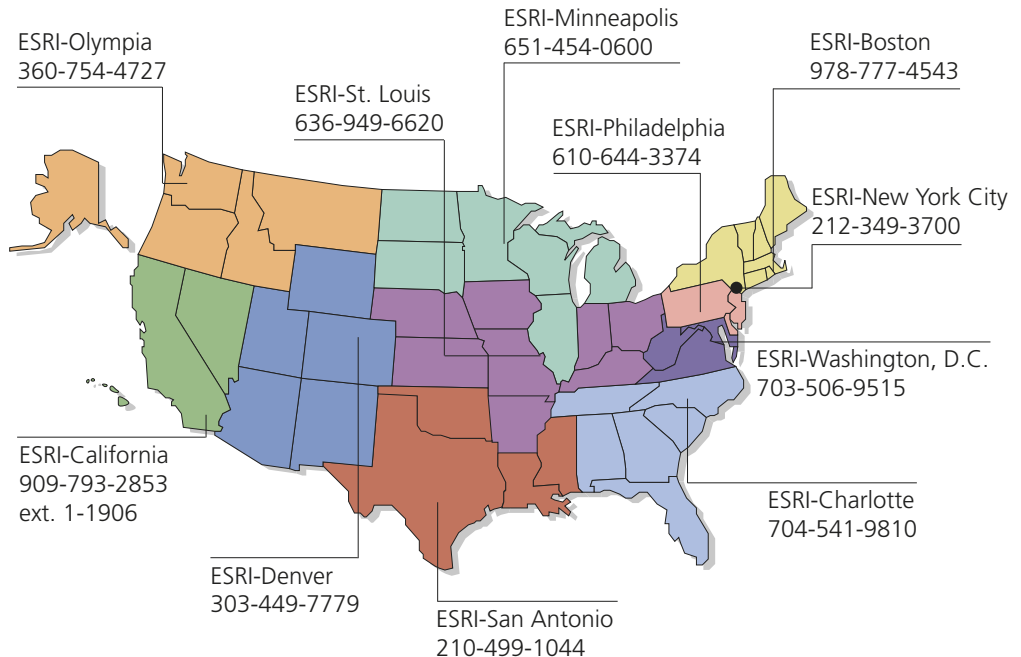 ESRI-Minneapolis
651-454-0600
ESRI-Olympia
360-754-4727
ESRI-Boston
978-777-4543
ESRI-St. Louis
636-949-6620
ESRI-Philadelphia
610-644-3374
ESRI-New York City
212-349-3700
ESRI-Washington, D.C.
703-506-9515
ESRI-California
909-793-2853
ext. 1-1906
ESRI-Charlotte
704-541-9810
ESRI-Denver
303-449-7779
ESRI-San Antonio
210-499-1044